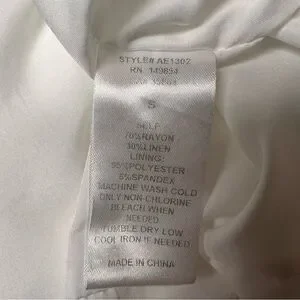 STYLE# AE1302
RN 149694
S
SELF
70%RAYON
30%LINEN
LINING:
95%POLYESTER
5%SPANDEX
MACHINE WASH COLD
ONLY NON-CHLORINE
BLEACH WHEN
NEEDED
TUMBLE DRY LOW
COOL IRON IF NEEDED
MADE IN CHINA